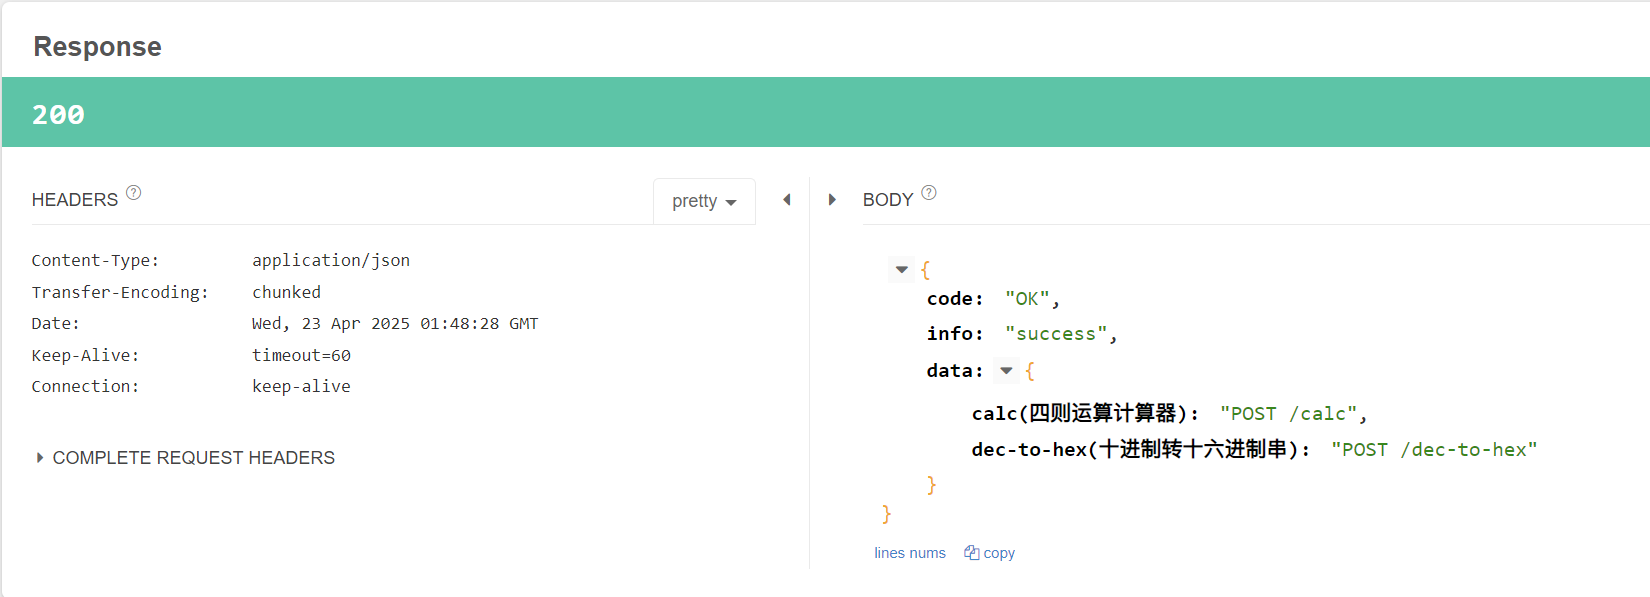 Response
200
HEADERS ?
pretty
Content-Type: application/json
Transfer-Encoding: chunked
Date: Wed, 23 Apr 2025 01:48:28 GMT
Keep-Alive: timeout=60
Connection: keep-alive
COMPLETE REQUEST HEADERS
BODY ?
{
code: "OK",
info: "success",
data: {
calc(四则运算计算器): "POST /calc",
dec-to-hex(十进制转十六进制串): "POST /dec-to-hex"
}
}
lines nums copy